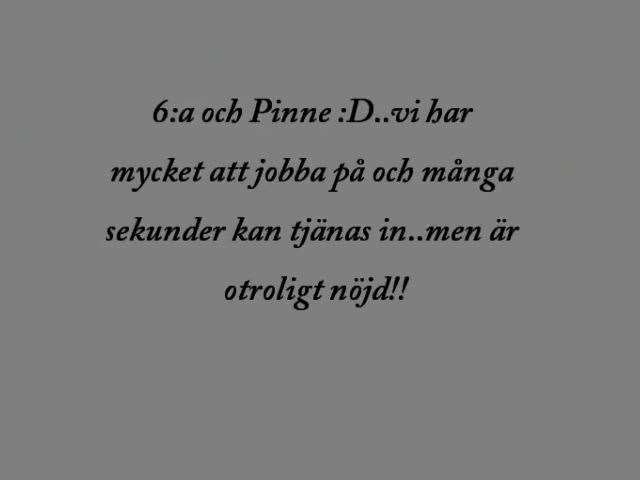 6:a och Pinne :D..vi har
mycket att jobba på och många
sekunder kan tjänas in..men är
otroligt nöjd!!